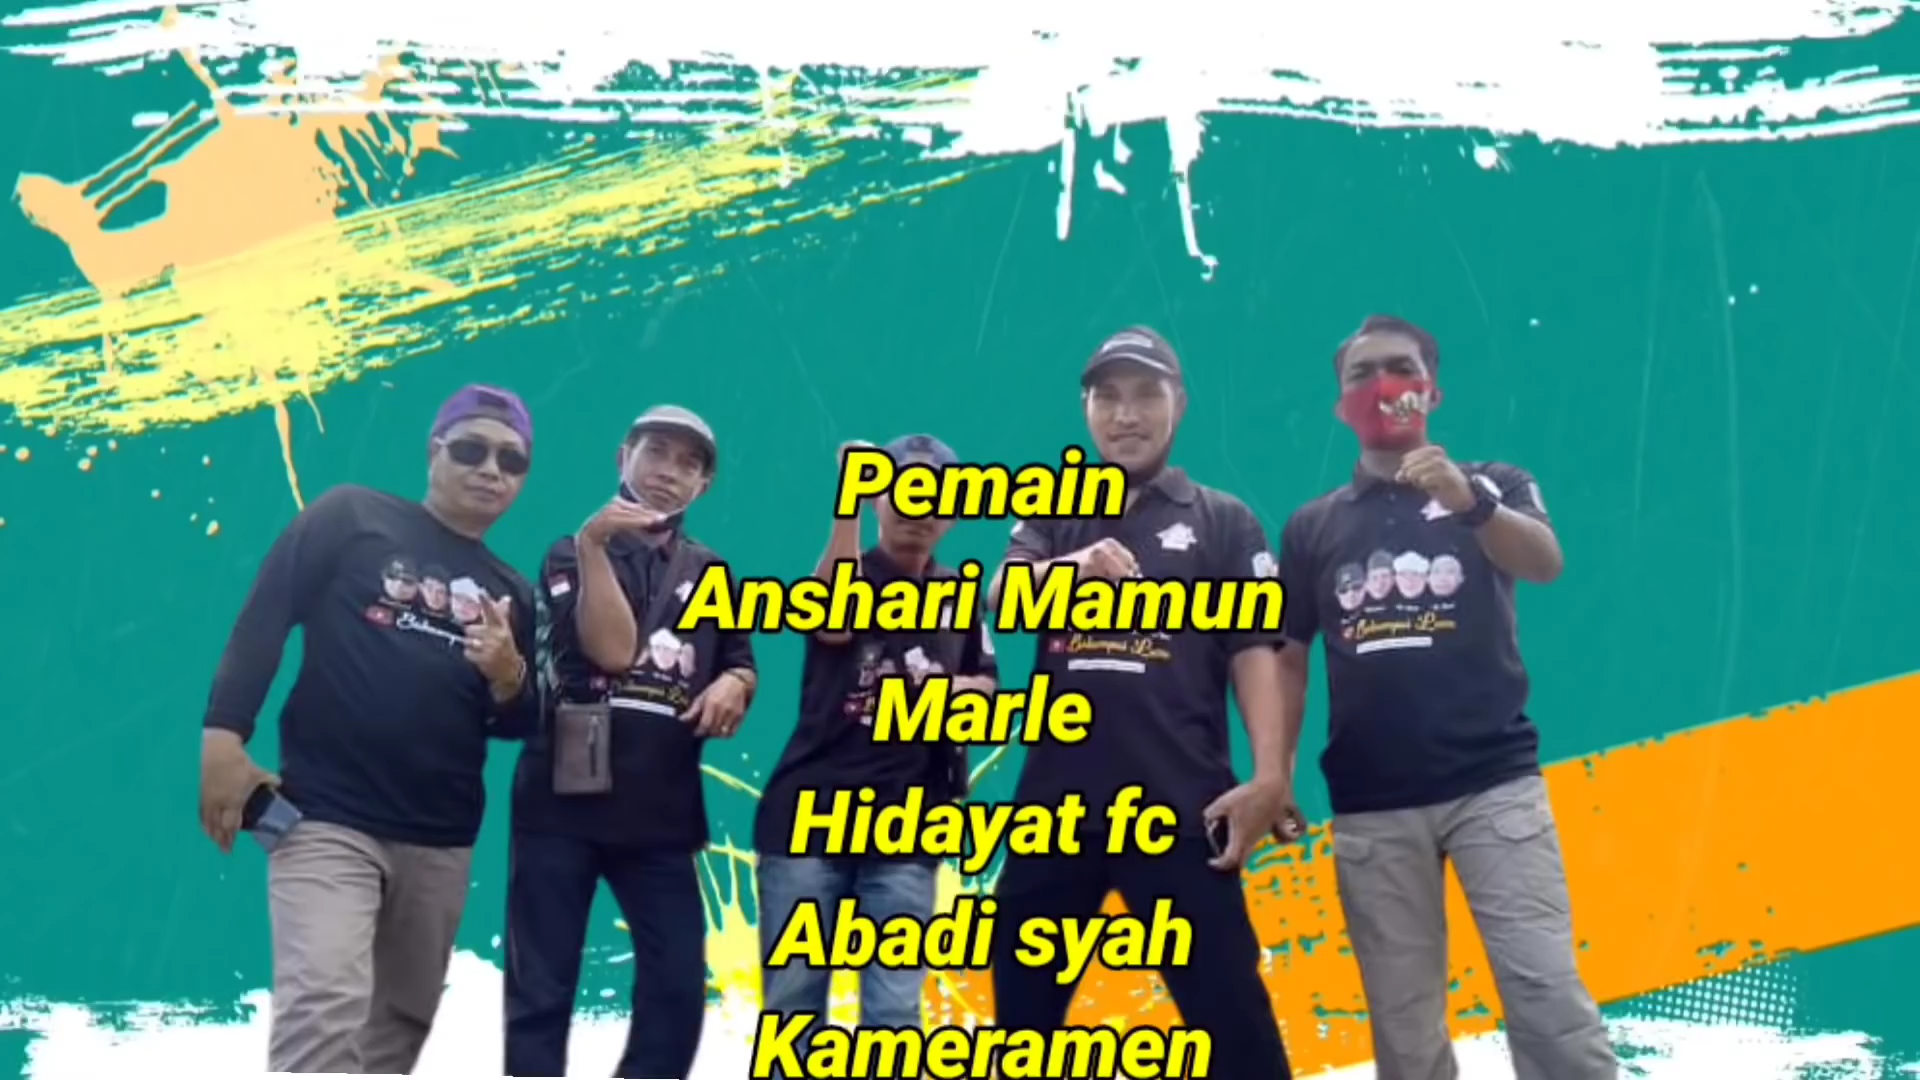 Pemain
Anshari Mamun
Marle
Hidayat fc
Abadi syah
Kameramen